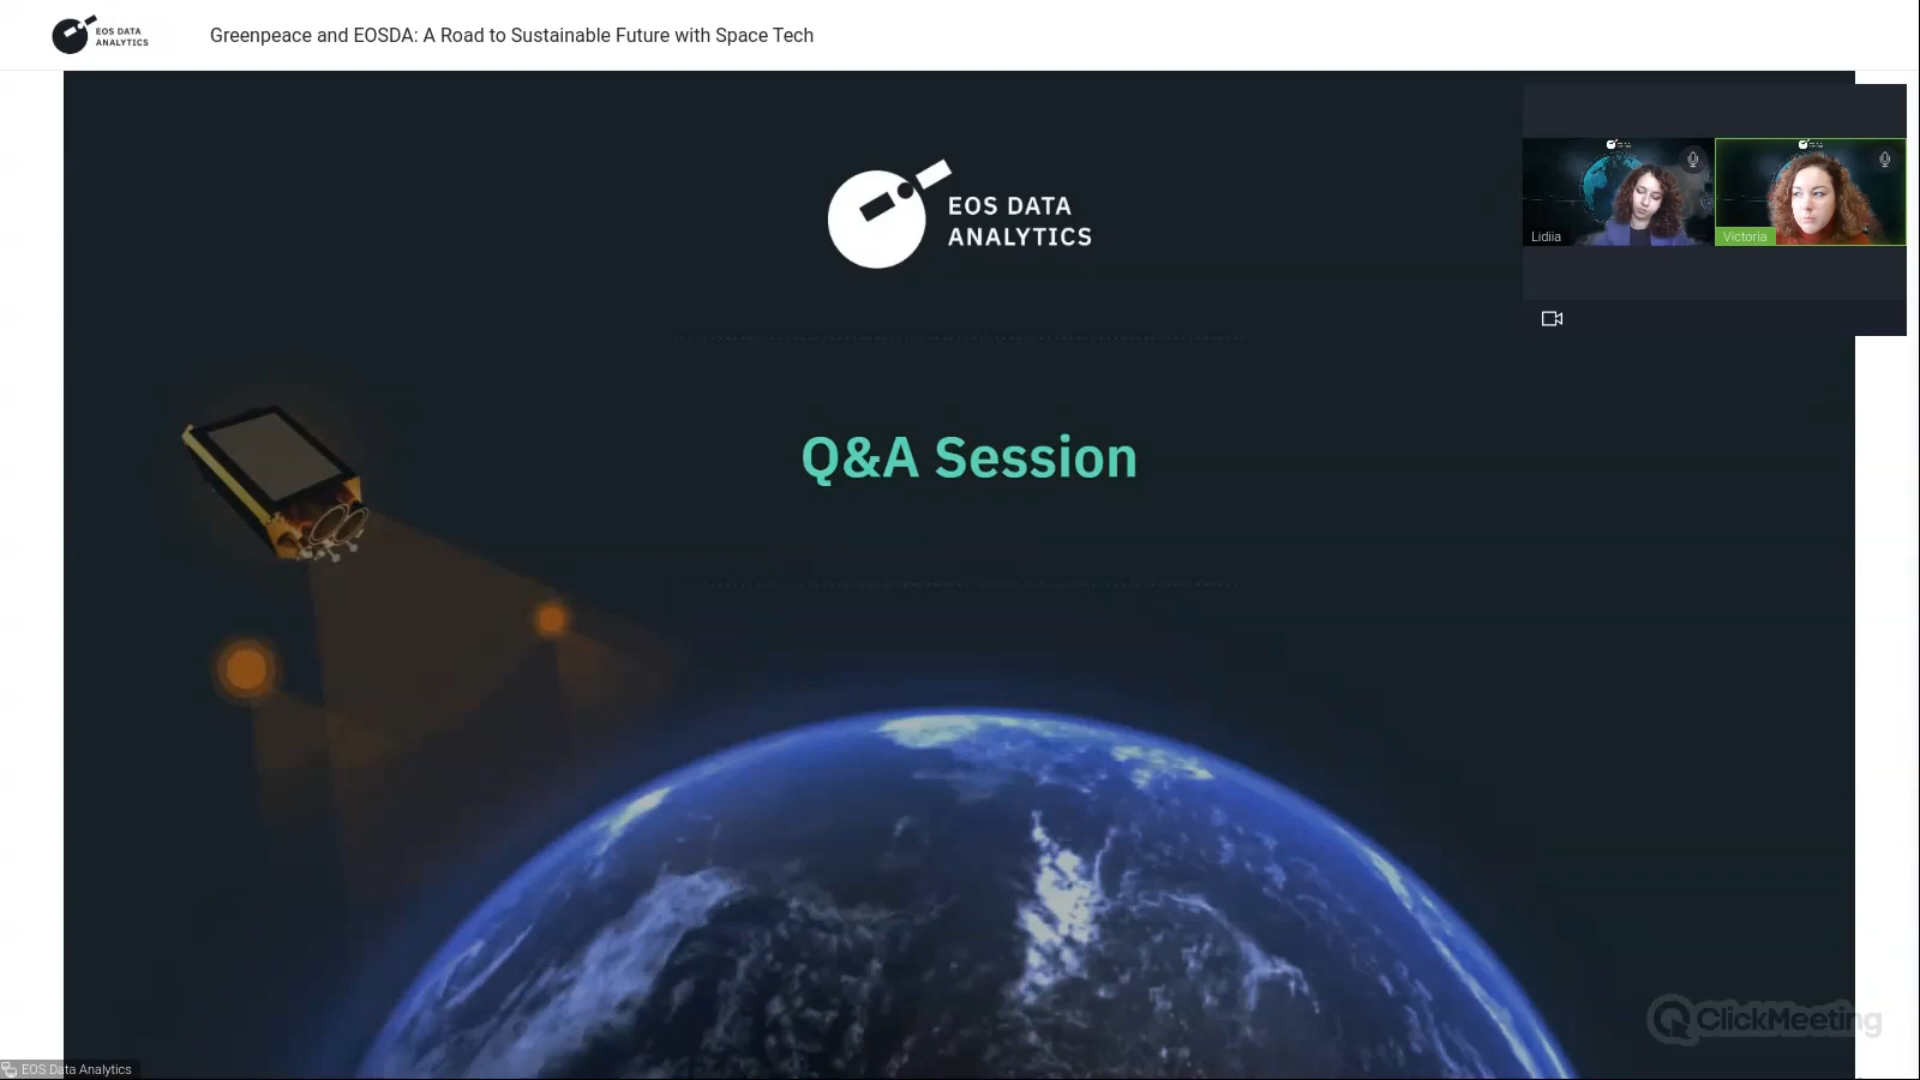 EOS DATA
ANALYTICS
Greenpeace and EOSDA: A Road to Sustainable Future with Space Tech
EOS DATA
ANALYTICS
Lidiia
Victoria
Q&A Session
ClickMeeting
EOS Data Analytics